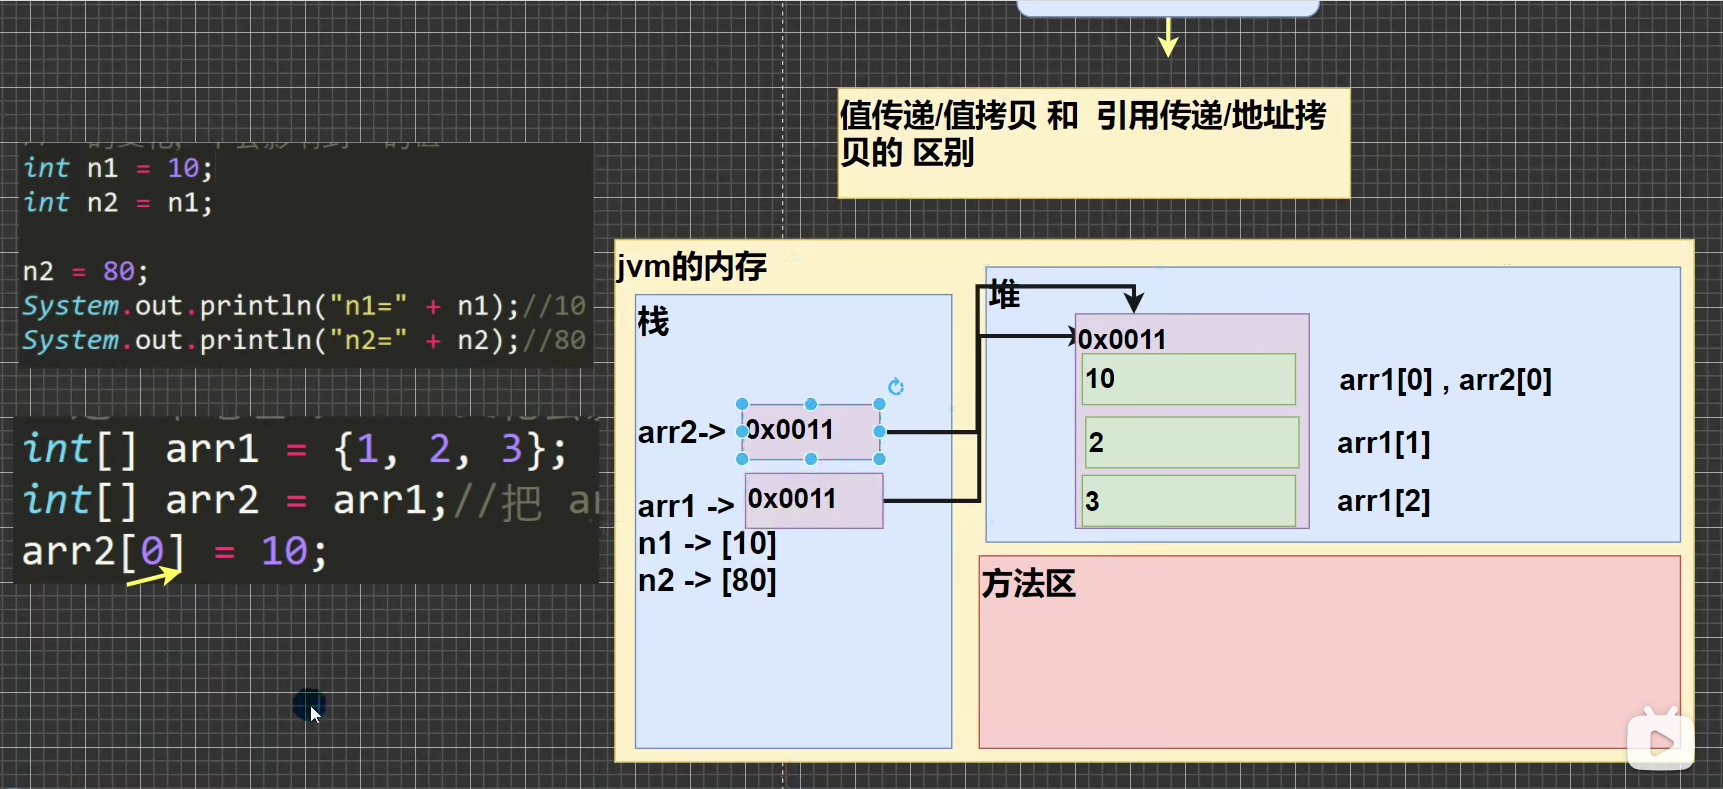 值传递/值拷贝 和 引用传递/地址拷
贝的 区别
int n1 = 10;
int n2 = n1;
n2 = 80;
System.out.println("n1=" + n1);//10
System.out.println("n2=" + n2);//80
int[] arr1 = {1, 2, 3};
int[] arr2 = arr1;//把
arr2[0] = 10;
jvm的内存
栈
arr2-> 0x0011
arr1 -> 0x0011
n1 -> [10]
n2 -> [80]
堆
0x0011
10 arr1[0] , arr2[0]
2 arr1[1]
3 arr1[2]
方法区